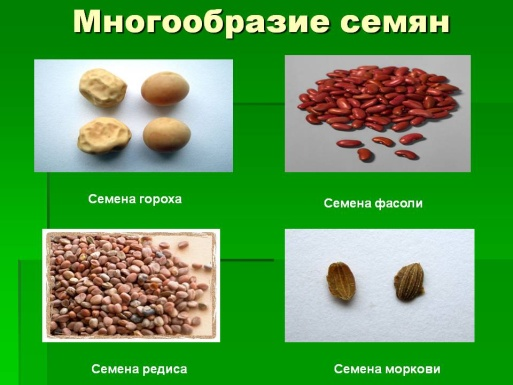 Многообразие семян
Семена гороха
Семена фасоли
Семена редиса
Семена моркови